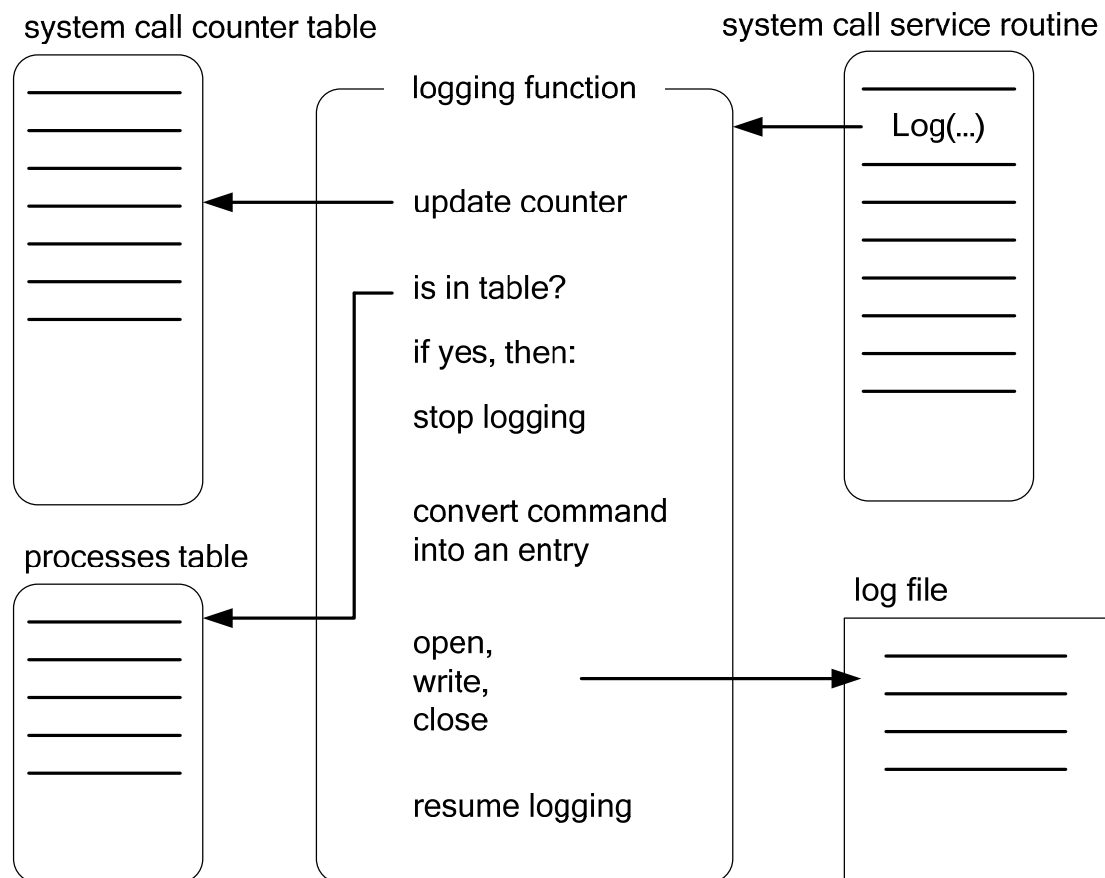 system call counter table
system call service routine
logging function
Log(...)
update counter
is in table?
if yes, then:
stop logging
convert command
into an entry
processes table
log file
open,
write,
close
resume logging